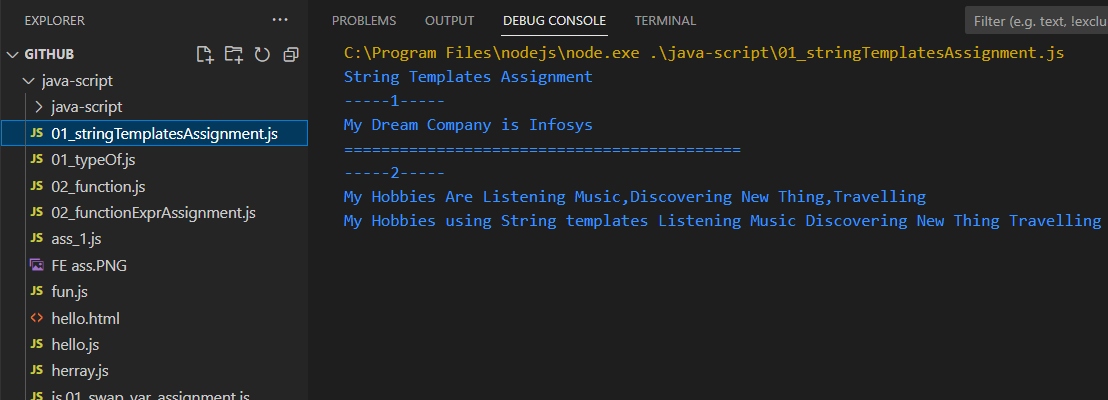 EXPLORER
GITHUB
java-script
java-script
JS 01_stringTemplatesAssignment.js
JS 01_typeOf.js
JS 02_function.js
JS 02_functionExprAssignment.js
JS ass_1.js
FE ass.PNG
JS fun.js
hello.html
JS hello.js
JS herray.js
JS js 01_swap_var_assignment.js
PROBLEMS OUTPUT DEBUG CONSOLE TERMINAL Filter (e.g. text, !exclu
C:\Program Files\nodejs\node.exe .\java-script\01_stringTemplatesAssignment.js
String Templates Assignment
-----1-----
My Dream Company is Infosys
===========================================
-----2-----
My Hobbies Are Listening Music,Discovering New Thing,Travelling
My Hobbies using String templates Listening Music Discovering New Thing Travelling